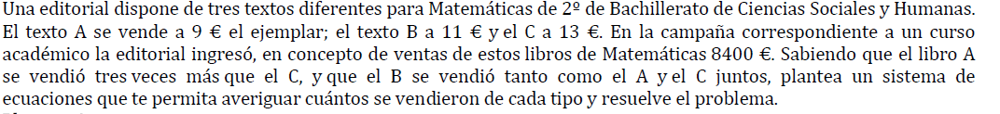 Una editorial dispone de tres textos diferentes para Matemáticas de 2º de Bachillerato de Ciencias Sociales y Humanas.
El texto A se vende a 9 € el ejemplar; el texto B a 11 € y el C a 13 €. En la campaña correspondiente a un curso
académico la editorial ingresó, en concepto de ventas de estos libros de Matemáticas 8400 €. Sabiendo que el libro A
se vendió tres veces más que el C, y que el B se vendió tanto como el A y el C juntos, plantea un sistema de
ecuaciones que te permita averiguar cuántos se vendieron de cada tipo y resuelve el problema.